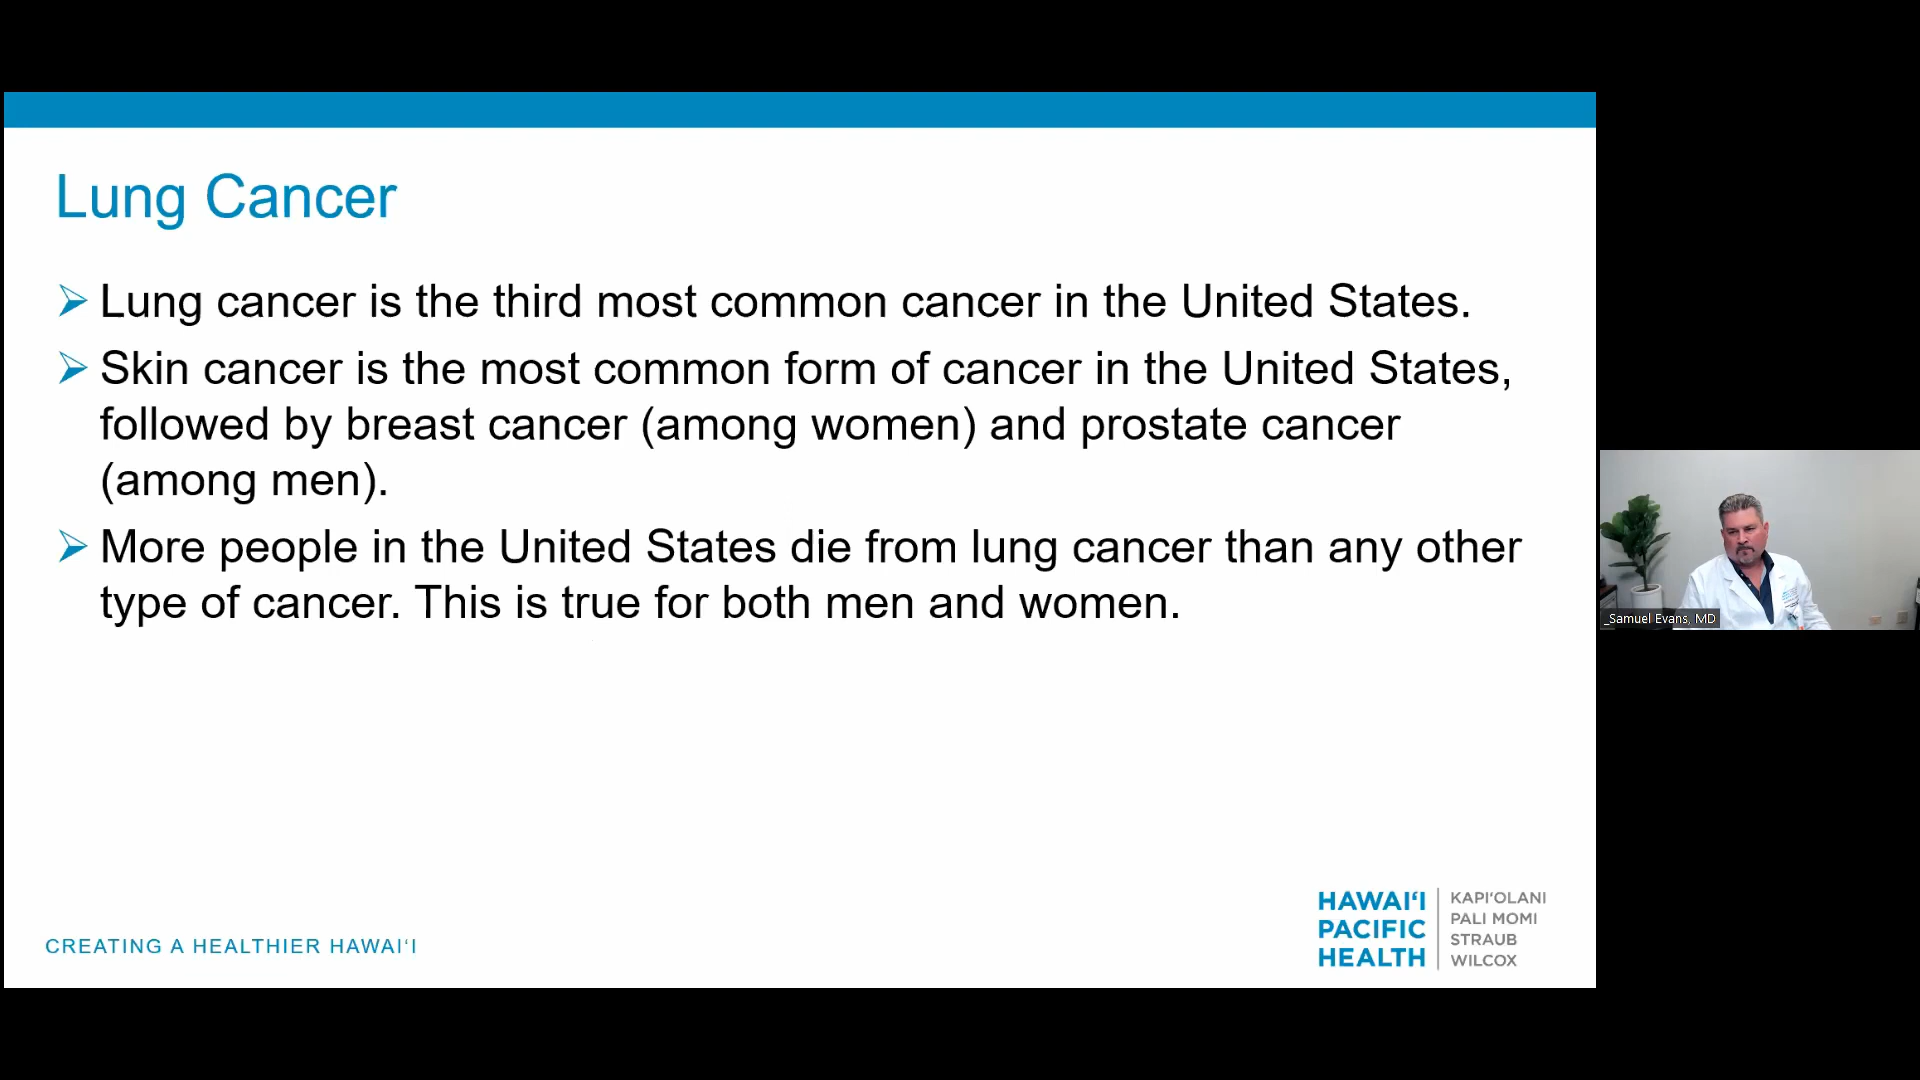 Lung Cancer
Lung cancer is the third most common cancer in the United States.
Skin cancer is the most common form of cancer in the United States,
followed by breast cancer (among women) and prostate cancer
(among men).
More people in the United States die from lung cancer than any other
type of cancer. This is true for both men and women.
_Samuel Evans, MD
CREATING A HEALTHIER HAWAIʻI
HAWAIʻI
PACIFIC
HEALTH
KAPIʻOLANI
PALI MOMI
STRAUB
WILCOX